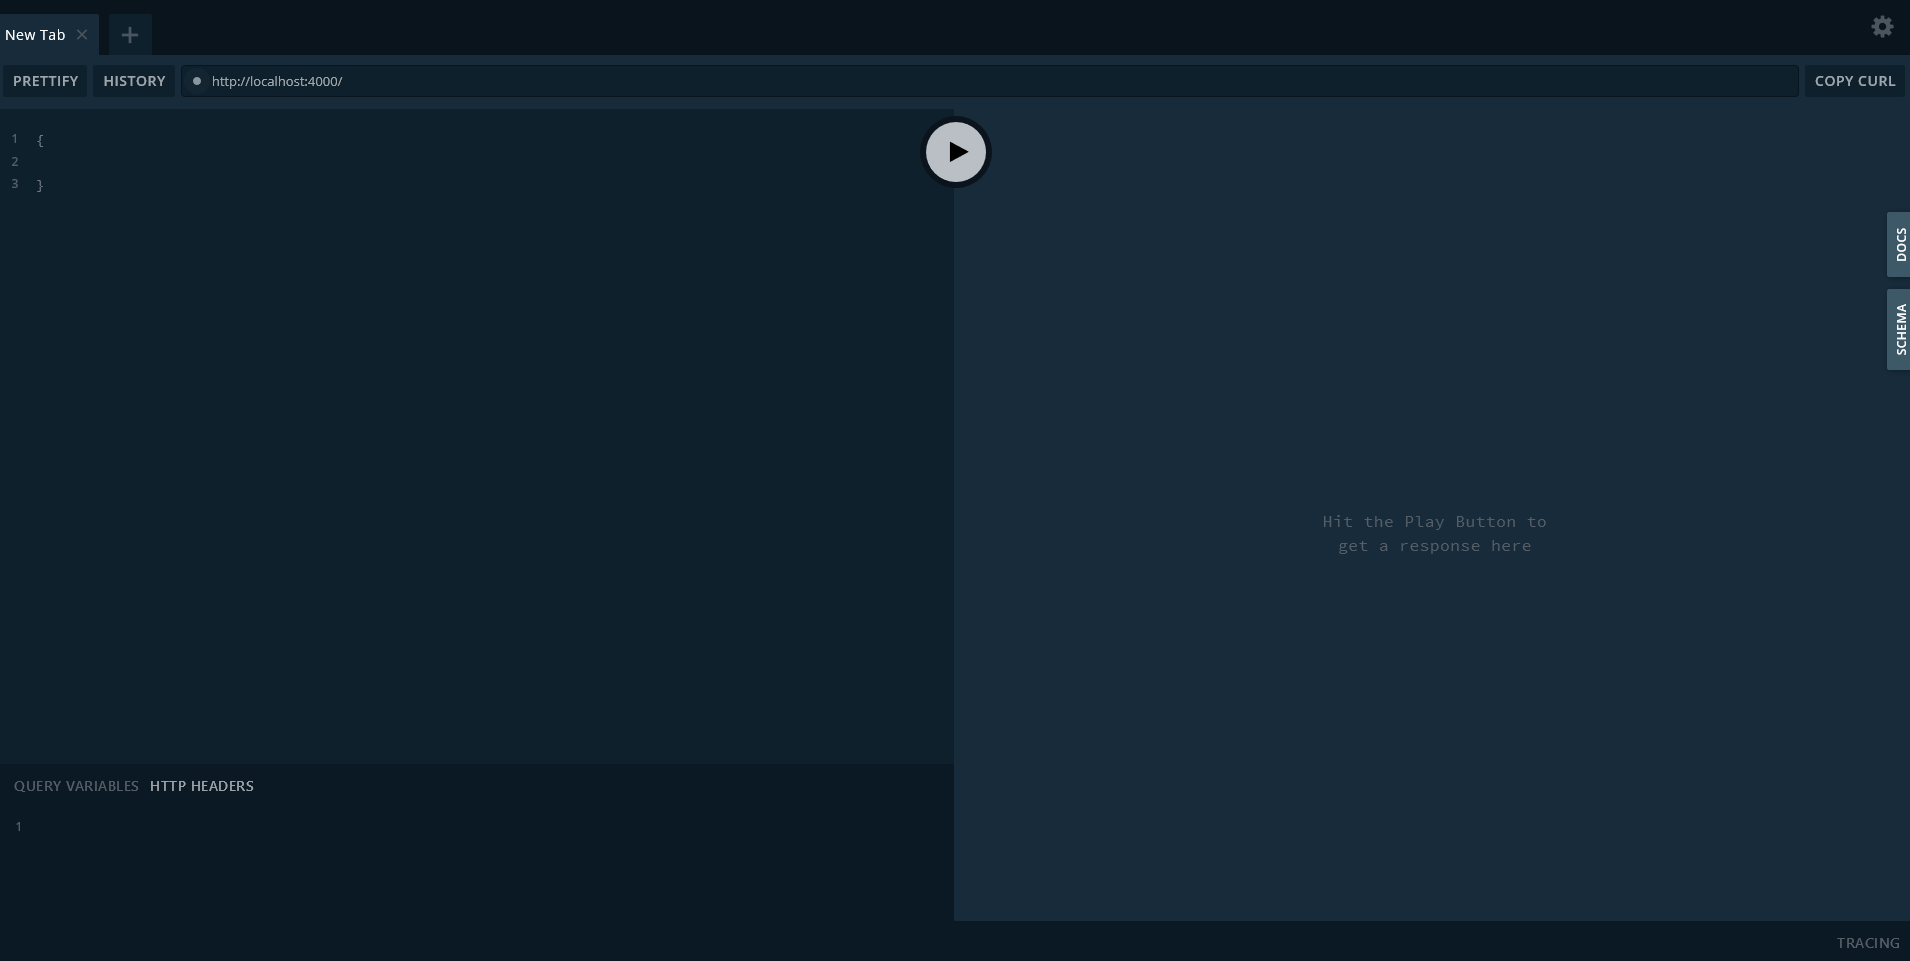 New Tab
PRETTIFY HISTORY http://localhost:4000/ COPY CURL
1 {
2
3 }
DOCS
SCHEMA
Hit the Play Button to
get a response here
QUERY VARIABLES HTTP HEADERS
1
TRACING